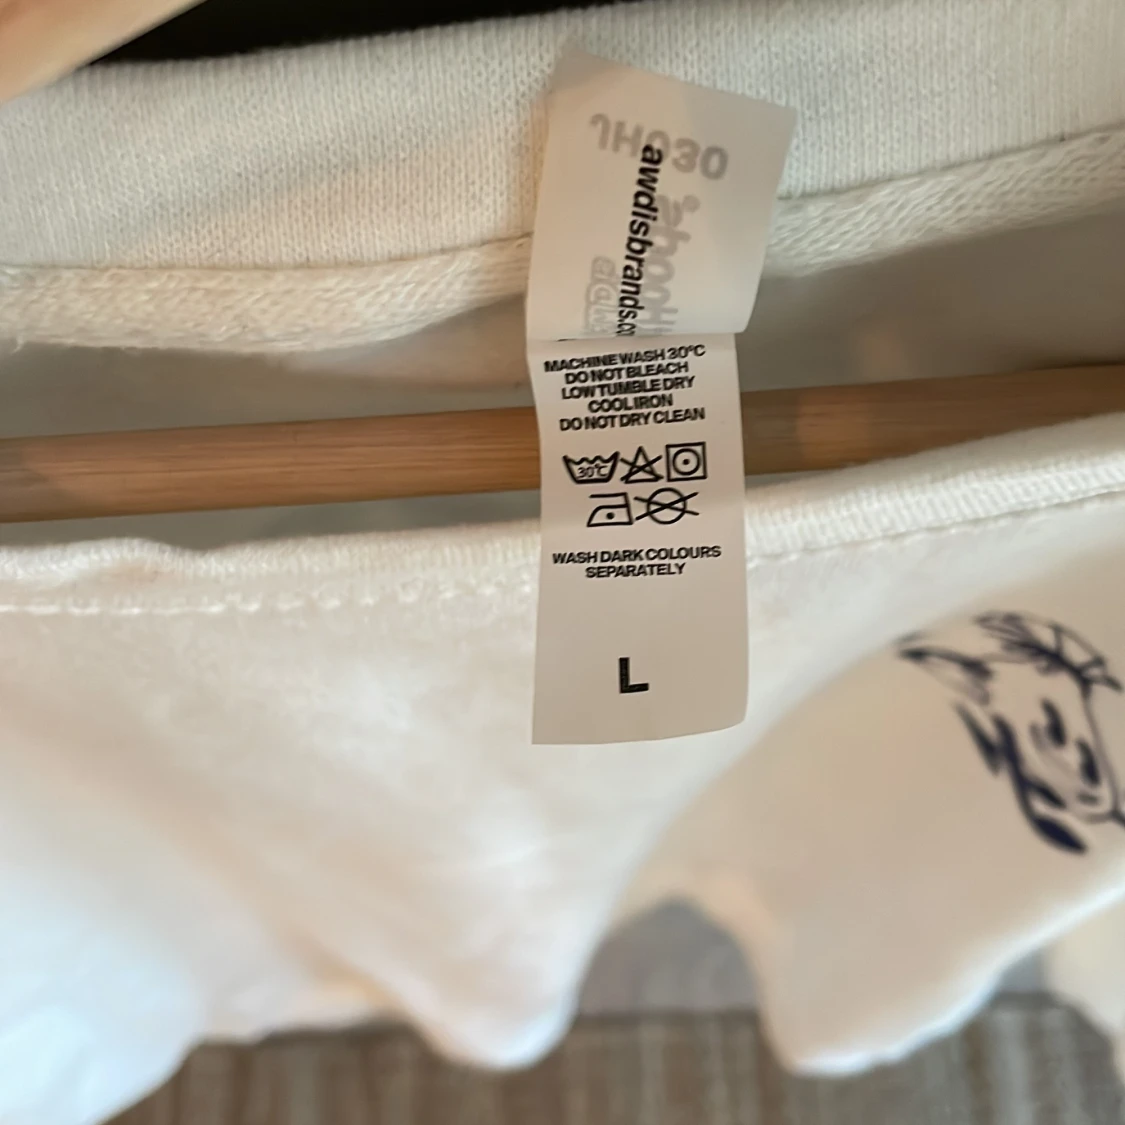 JH030
awdisbrands.co
MACHINE WASH 30°C
DO NOT BLEACH
LOW TUMBLE DRY
COOL IRON
DO NOT DRY CLEAN
30°C
WASH DARK COLOURS
SEPARATELY
L